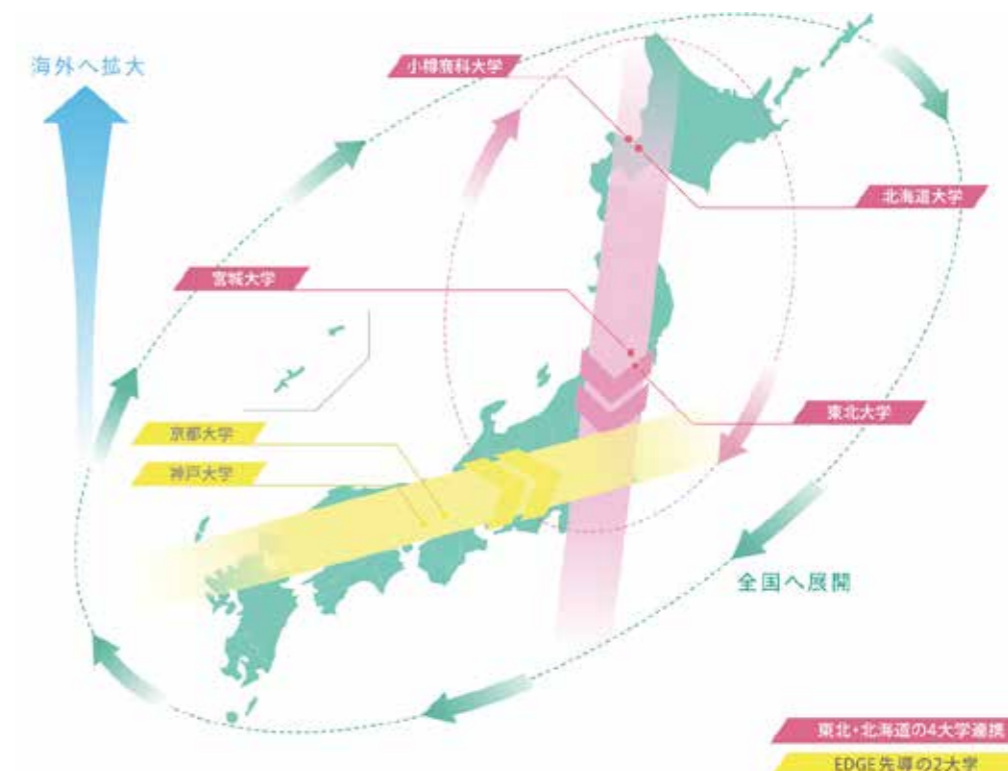 海外へ拡大
小樽商科大学
北海道大学
宮城大学
東北大学
京都大学
神戸大学
全国へ展開
東北・北海道の4大学連携
EDGE先導の2大学